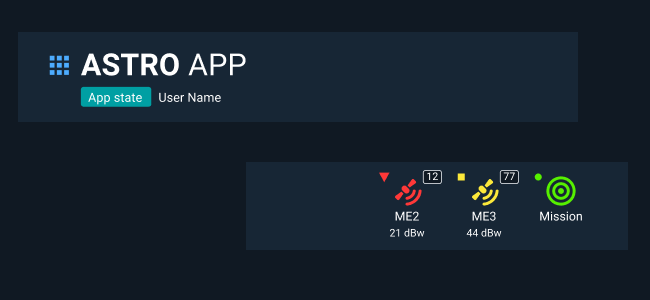 ASTRO APP
App state User Name
12 77
ME2 ME3 Mission
21 dBw 44 dBw